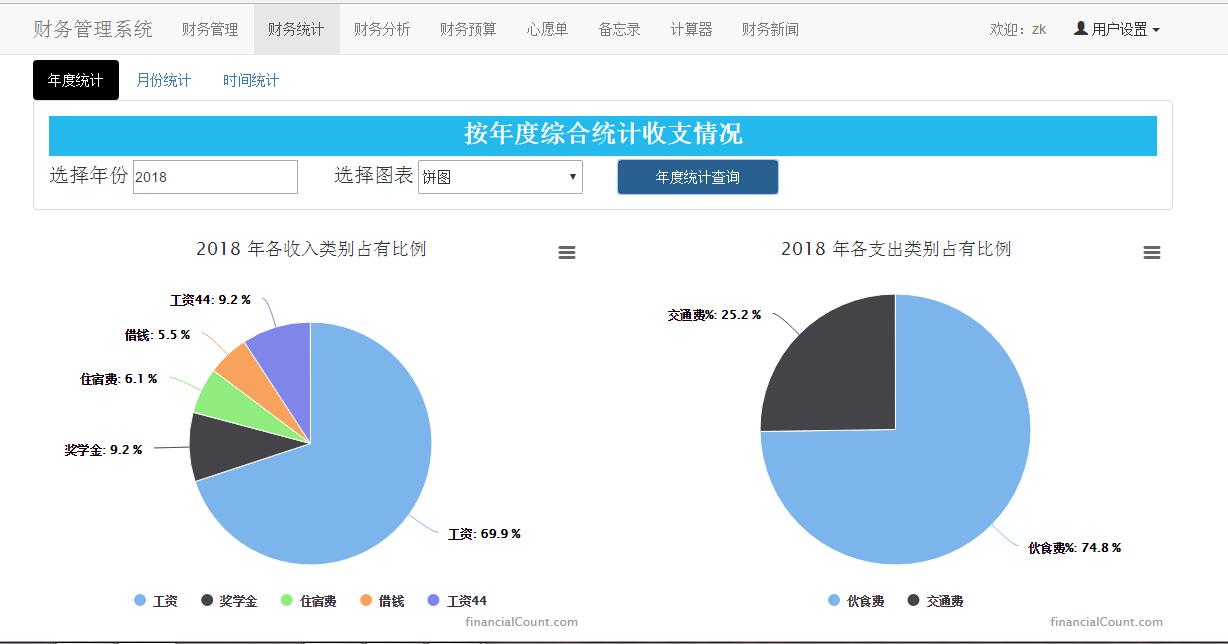 财务管理系统 财务管理 财务统计 财务分析 财务预算 心愿单 备忘录 计算器 财务新闻 欢迎：zk 用户设置
年度统计 月份统计 时间统计
按年度综合统计收支情况
选择年份 2018 选择图表 饼图 年度统计查询
2018 年各收入类别占有比例
工资44: 9.2 %
借钱: 5.5 %
住宿费: 6.1 %
奖学金: 9.2 %
工资: 69.9 %
工资 奖学金 住宿费 借钱 工资44
financialCount.com
2018 年各支出类别占有比例
交通费%: 25.2 %
伙食费%: 74.8 %
伙食费 交通费
financialCount.com